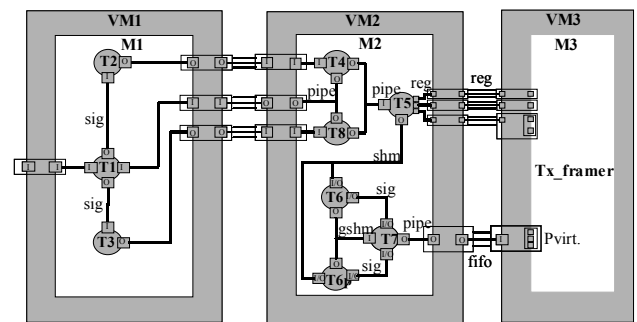 VM1
VM2
VM3
M1
M2
M3
T2
O
I
sig
O
T1
I
I
O
sig
I
T3
O
T4
I
O
O
pipe
I
T8
O
pipe
I
T5
O
reg
reg
shm
T6
I/O
I/O
O
sig
gshm
I
T7
O
I/O
I/O
pipe
T6p
I/O
I/O
O
sig
fifo
Tx_framer
Pvirt.